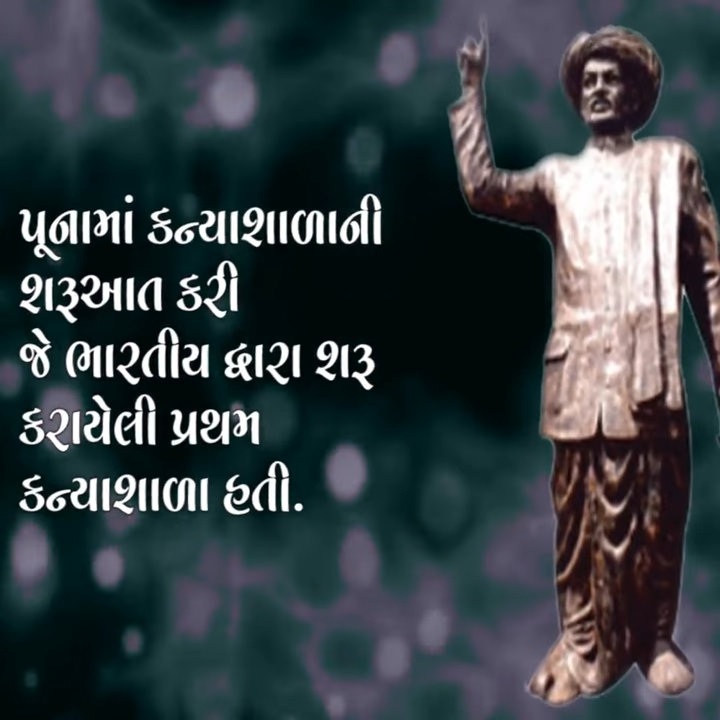 પૂનામાં કન્યાશાળાની
શરૂઆત કરી
જે ભારતીય દ્વારા શરૂ
કરાયેલી પ્રથમ
કન્યાશાળા હતી.